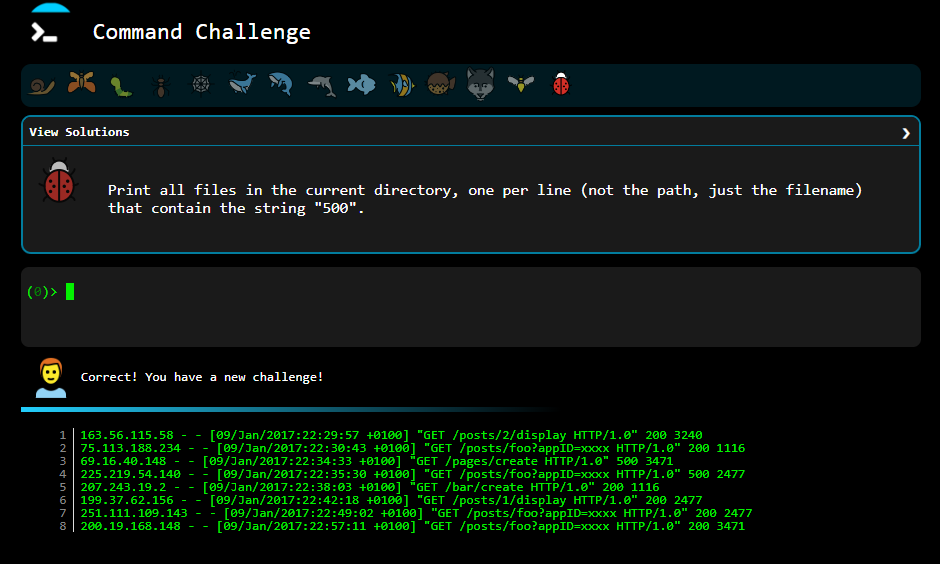 Command Challenge
View Solutions
Print all files in the current directory, one per line (not the path, just the filename)
that contain the string "500".
(0)>
Correct! You have a new challenge!
1 163.56.115.58 - - [09/Jan/2017:22:29:57 +0100] "GET /posts/2/display HTTP/1.0" 200 3240
2 75.113.188.234 - - [09/Jan/2017:22:30:43 +0100] "GET /posts/foo?appID=xxxx HTTP/1.0" 200 1116
3 69.16.40.148 - - [09/Jan/2017:22:34:33 +0100] "GET /pages/create HTTP/1.0" 500 3471
4 225.219.54.140 - - [09/Jan/2017:22:35:30 +0100] "GET /posts/foo?appID=xxxx HTTP/1.0" 500 2477
5 207.243.19.2 - - [09/Jan/2017:22:38:03 +0100] "GET /bar/create HTTP/1.0" 200 1116
6 199.37.62.156 - - [09/Jan/2017:22:42:18 +0100] "GET /posts/1/display HTTP/1.0" 200 2477
7 251.111.109.143 - - [09/Jan/2017:22:49:02 +0100] "GET /posts/foo?appID=xxxx HTTP/1.0" 200 2477
8 200.19.168.148 - - [09/Jan/2017:22:57:11 +0100] "GET /posts/foo?appID=xxxx HTTP/1.0" 200 3471